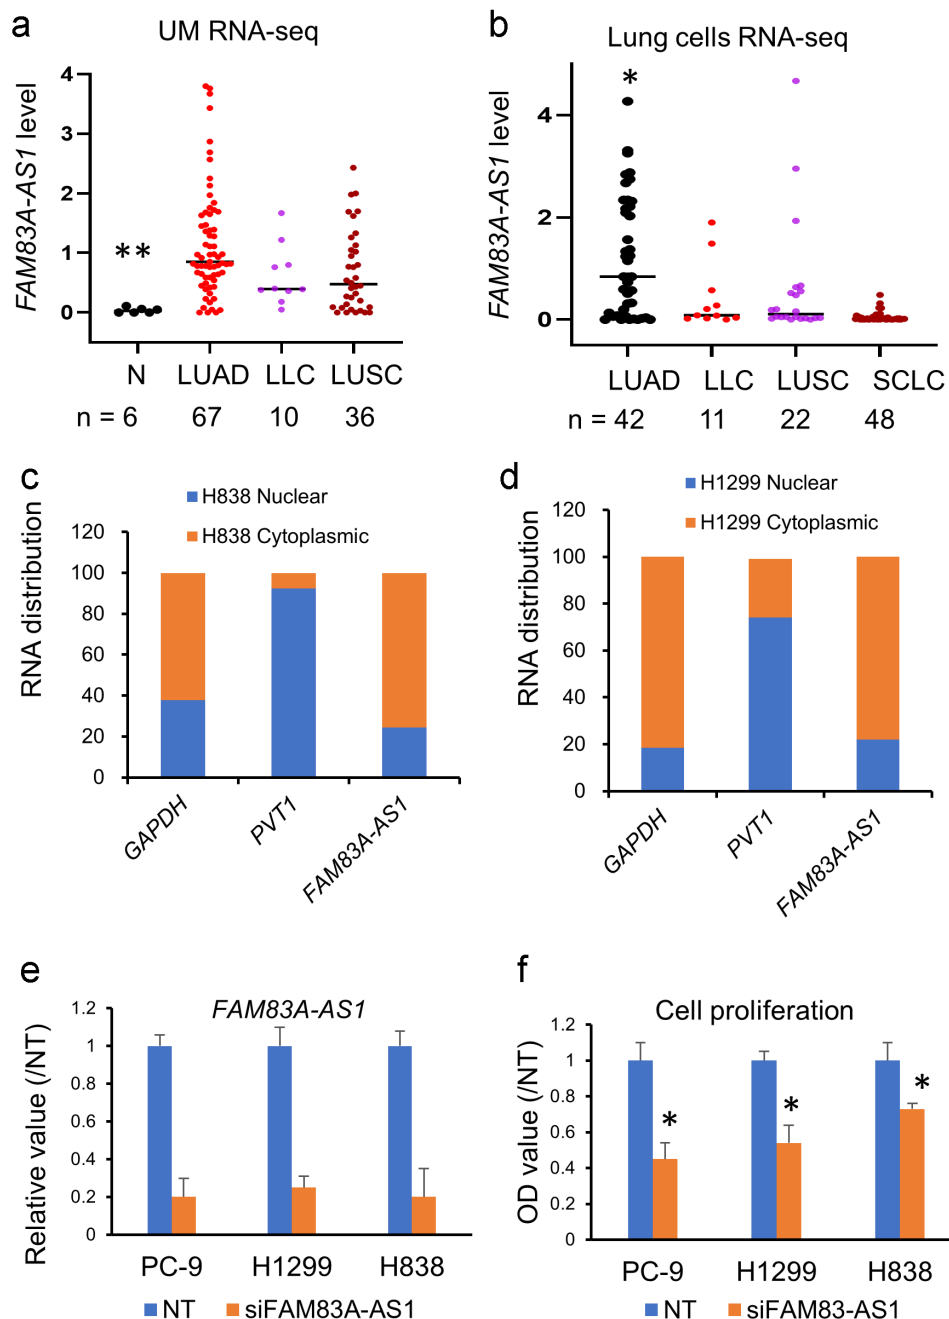 a
UM RNA-seq
FAM83A-AS1 level
4
3
2
1
0
**
N LUAD LLC LUSC
n = 6 67 10 36
b
Lung cells RNA-seq
FAM83A-AS1 level
4
2
0
*
LUAD LLC LUSC SCLC
n = 42 11 22 48
c
H838 Nuclear
H838 Cytoplasmic
RNA distribution
120
100
80
60
40
20
0
GAPDH
PVT1
FAM83A-AS1
d
H1299 Nuclear
H1299 Cytoplasmic
RNA distribution
120
100
80
60
40
20
0
GAPDH
PVT1
FAM83A-AS1
e
FAM83A-AS1
Relative value (/NT)
1.2
1
0.8
0.6
0.4
0.2
0
PC-9 H1299 H838
NT siFAM83A-AS1
f
Cell proliferation
OD value (/NT)
1.2
1
0.8
0.6
0.4
0.2
0
*
*
*
PC-9 H1299 H838
NT siFAM83-AS1